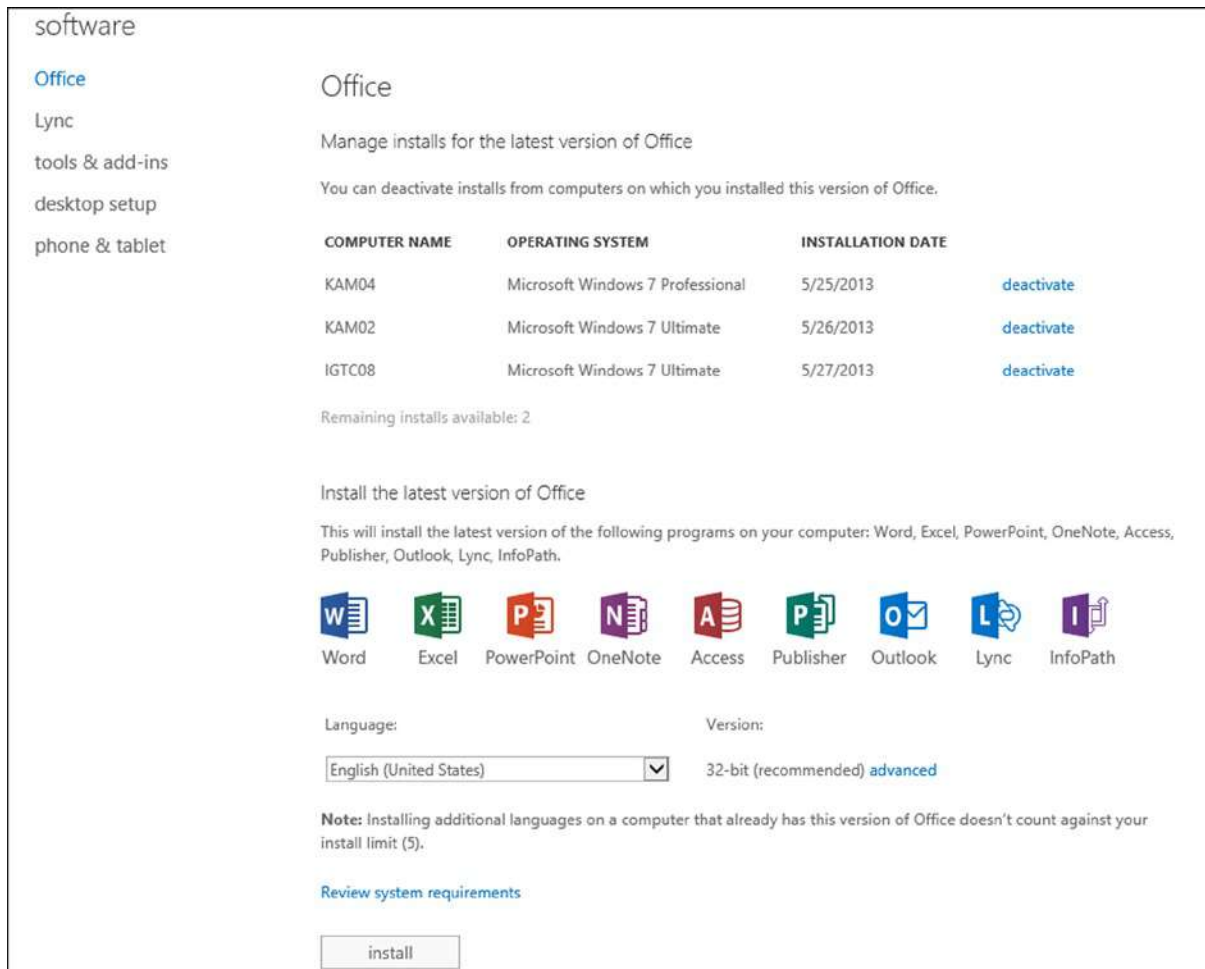 software
Office
Lync
tools & add-ins
desktop setup
phone & tablet
Office
Manage installs for the latest version of Office
You can deactivate installs from computers on which you installed this version of Office.
COMPUTER NAME OPERATING SYSTEM INSTALLATION DATE
KAM04 Microsoft Windows 7 Professional 5/25/2013 deactivate
KAM02 Microsoft Windows 7 Ultimate 5/26/2013 deactivate
IGTC08 Microsoft Windows 7 Ultimate 5/27/2013 deactivate
Remaining installs available: 2
Install the latest version of Office
This will install the latest version of the following programs on your computer: Word, Excel, PowerPoint, OneNote, Access,
Publisher, Outlook, Lync, InfoPath.
W X P N A P O L I
Word Excel PowerPoint OneNote Access Publisher Outlook Lync InfoPath
Language: Version:
English (United States) 32-bit (recommended) advanced
Note: Installing additional languages on a computer that already has this version of Office doesn't count against your
install limit (5).
Review system requirements
install